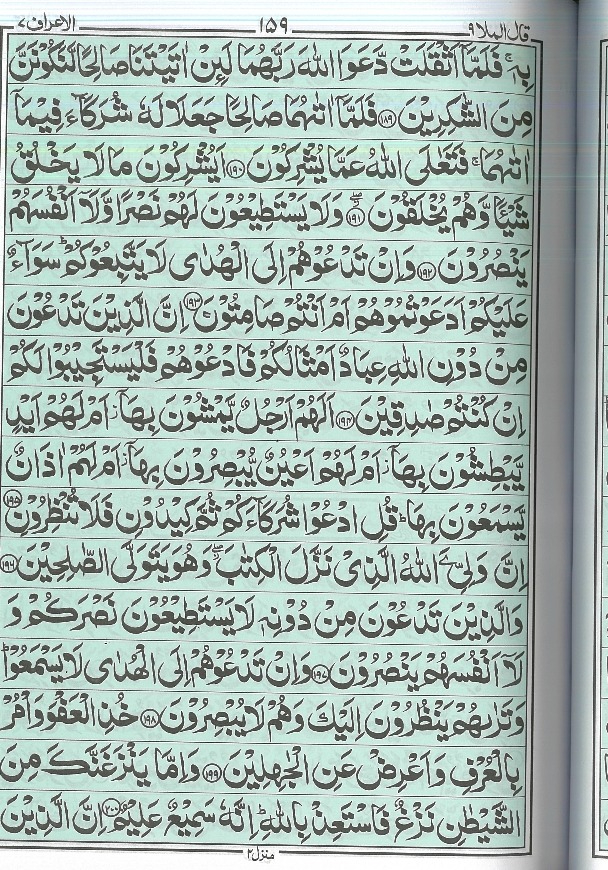 قال الملا ٩ ١٥٩ الاعراف ٧
بِهٖۚ فَلَمَّاۤ اَثْقَلَتْ دَّعَوَا اللّٰهَ رَبَّهُمَا لَئِنْ اٰتَيْتَنَا صَالِحًا لَّنَكُوْنَنَّ
مِنَ الشّٰكِرِيْنَ ۝١٨٩ فَلَمَّاۤ اٰتٰىهُمَا صَالِحًا جَعَلَا لَهٗ شُرَكَآءَ فِيْمَاۤ
اٰتٰىهُمَاۚ فَتَعٰلَى اللّٰهُ عَمَّا يُشْرِكُوْنَ ۝١٩٠ اَيُشْرِكُوْنَ مَا لَا يَخْلُقُ
شَيْـًٔا وَّهُمْ يُخْلَقُوْنَ ۝١٩١ وَلَا يَسْتَطِيْعُوْنَ لَهُمْ نَصْرًا وَّلَاۤ اَنْفُسَهُمْ
يَنْصُرُوْنَ ۝١٩٢ وَاِنْ تَدْعُوْهُمْ اِلَى الْهُدٰى لَا يَتَّبِعُوْكُمْؕ سَوَآءٌ
عَلَيْكُمْ اَدَعَوْتُمُوْهُمْ اَمْ اَنْتُمْ صَامِتُوْنَ ۝١٩٣ اِنَّ الَّذِيْنَ تَدْعُوْنَ
مِنْ دُوْنِ اللّٰهِ عِبَادٌ اَمْثَالُكُمْ فَادْعُوْهُمْ فَلْيَسْتَجِيْبُوْا لَكُمْ
اِنْ كُنْتُمْ صٰدِقِيْنَ ۝١٩٤ اَلَهُمْ اَرْجُلٌ يَّمْشُوْنَ بِهَاۤ اَمْ لَهُمْ اَيْدٍ
يَّبْطِشُوْنَ بِهَاۤ اَمْ لَهُمْ اَعْيُنٌ يُّبْصِرُوْنَ بِهَاۤ اَمْ لَهُمْ اٰذَانٌ
يَّسْمَعُوْنَ بِهَاؕ قُلِ ادْعُوْا شُرَكَآءَكُمْ ثُمَّ كِيْدُوْنِ فَلَا تُنْظِرُوْنِ ۝١٩٥
اِنَّ وَلِيِّ‍َۧ اللّٰهُ الَّذِيْ نَزَّلَ الْكِتٰبَ وَهُوَ يَتَوَلَّى الصّٰلِحِيْنَ ۝١٩٦
وَالَّذِيْنَ تَدْعُوْنَ مِنْ دُوْنِهٖ لَا يَسْتَطِيْعُوْنَ نَصْرَكُمْ وَ
لَاۤ اَنْفُسَهُمْ يَنْصُرُوْنَ ۝١٩٧ وَاِنْ تَدْعُوْهُمْ اِلَى الْهُدٰى لَا يَسْمَعُوْاؕ
وَتَرٰىهُمْ يَنْظُرُوْنَ اِلَيْكَ وَهُمْ لَا يُبْصِرُوْنَ ۝١٩٨ خُذِ الْعَفْوَ وَاْمُرْ
بِالْعُرْفِ وَاَعْرِضْ عَنِ الْجٰهِلِيْنَ ۝١٩٩ وَاِمَّا يَنْزَغَنَّكَ مِنَ
الشَّيْطٰنِ نَزْغٌ فَاسْتَعِذْ بِاللّٰهِؕ اِنَّهٗ سَمِيْعٌ عَلِيْمٌ ۝٢٠٠ اِنَّ الَّذِيْنَ
منزل ٢